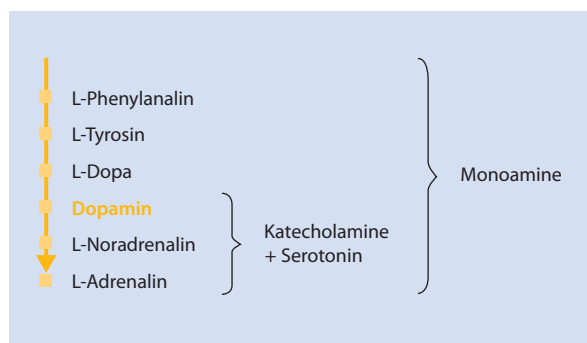 L-Phenylanalin
L-Tyrosin
L-Dopa
Dopamin
L-Noradrenalin
L-Adrenalin
Katecholamine
+ Serotonin
Monoamine